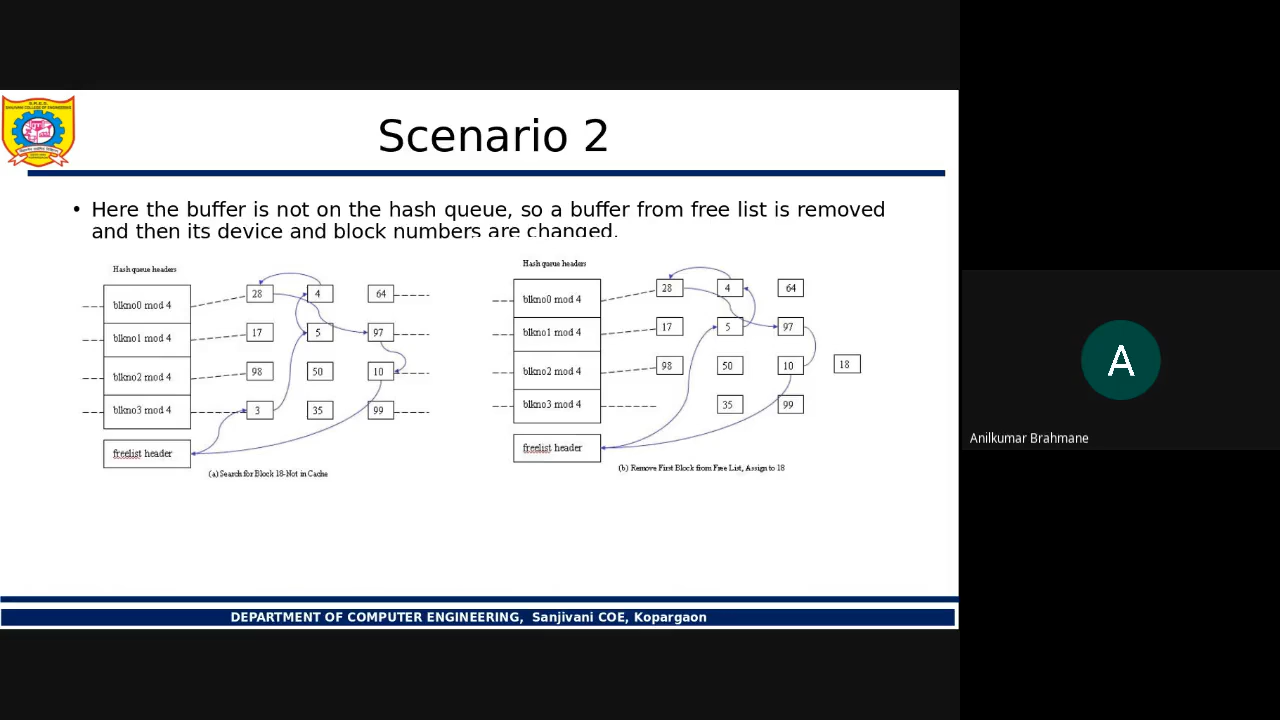 Scenario 2
• Here the buffer is not on the hash queue, so a buffer from free list is removed
and then its device and block numbers are changed.
Hash queue headers
blkno0 mod 4
28
4
64
blkno1 mod 4
17
5
97
blkno2 mod 4
98
50
10
blkno3 mod 4
3
35
99
freelist header
(a) Search for Block 18-Not in Cache
Hash queue headers
blkno0 mod 4
28
4
64
blkno1 mod 4
17
5
97
blkno2 mod 4
98
50
10
18
blkno3 mod 4
35
99
freelist header
(b) Remove First Block from Free List, Assign to 18
DEPARTMENT OF COMPUTER ENGINEERING, Sanjivani COE, Kopargaon
A
Anilkumar Brahmane